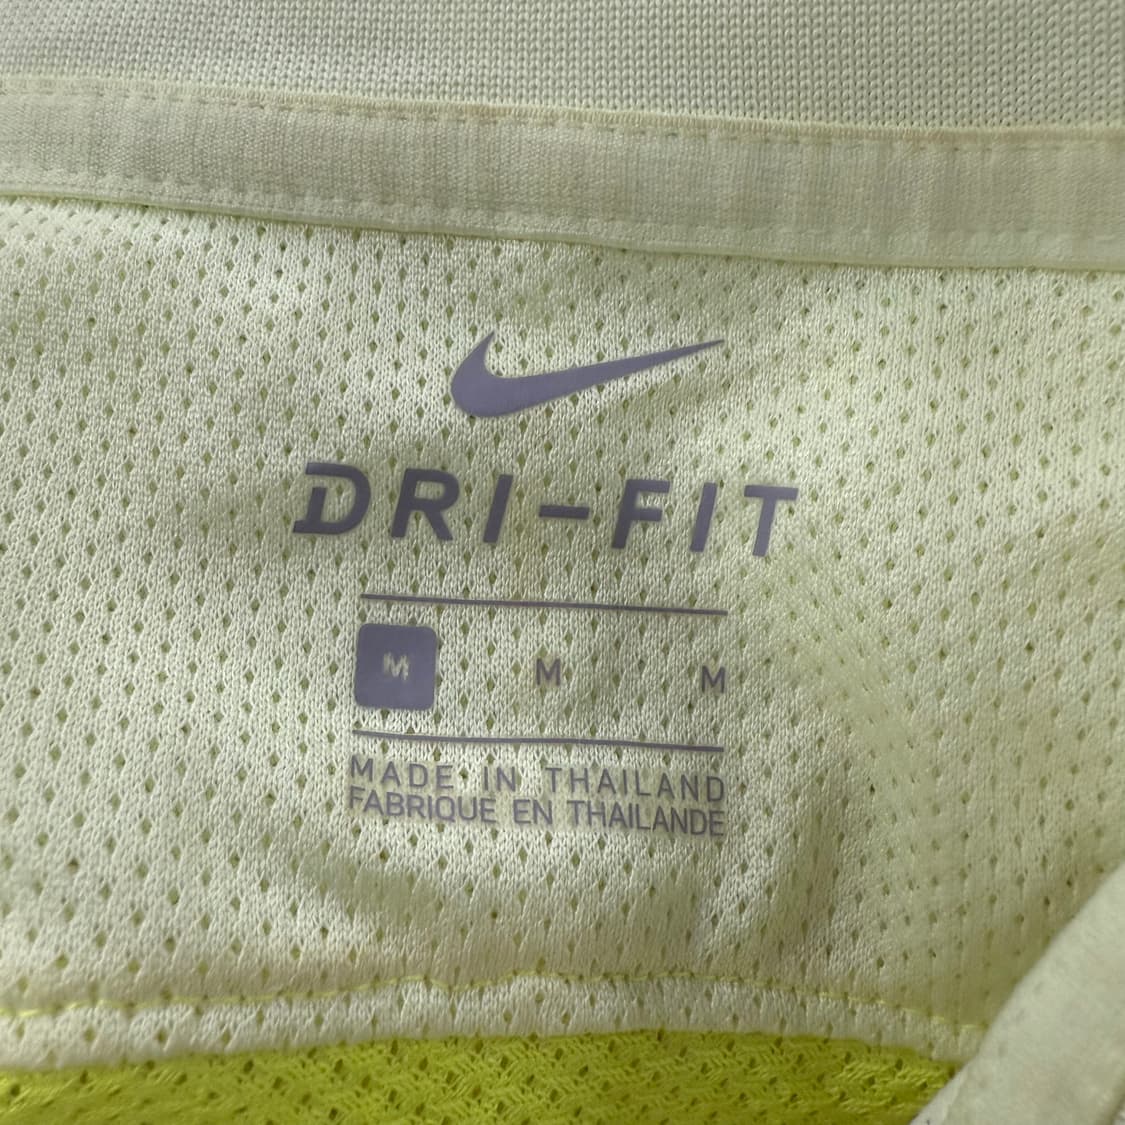 DRI-FIT
M M M
MADE IN THAILAND
FABRIQUE EN THAILANDE